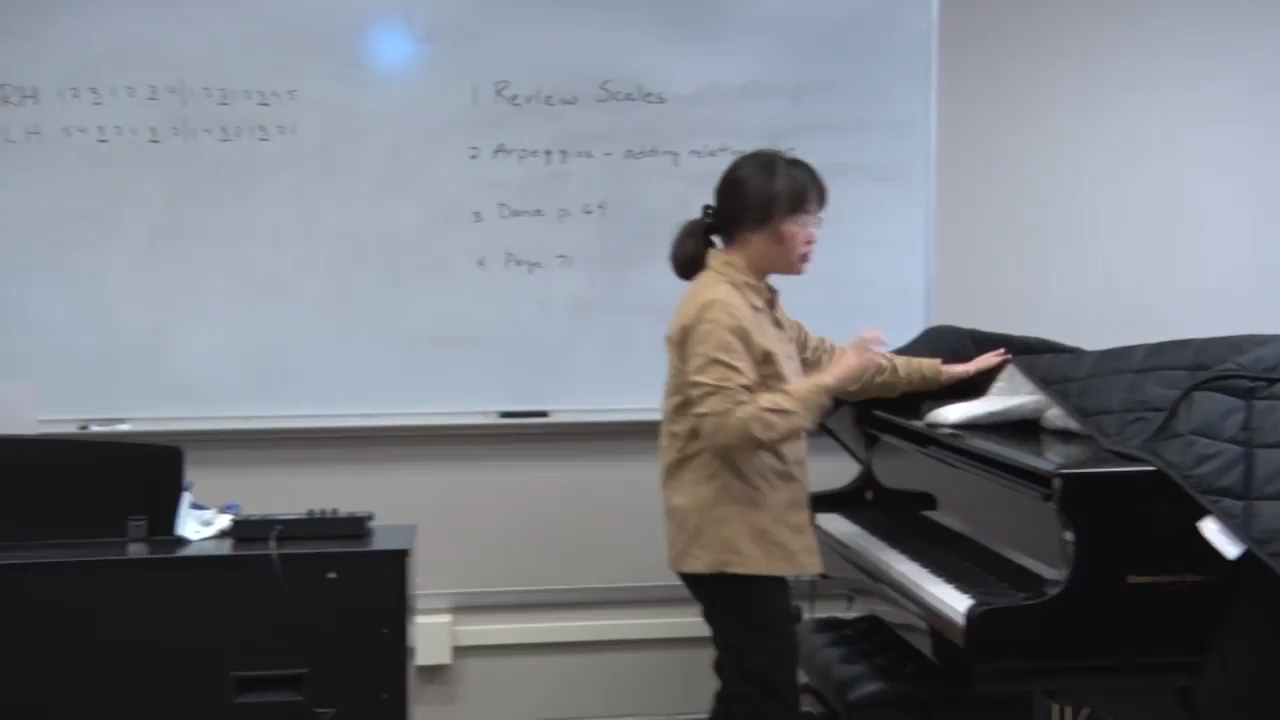 RH 1 2 3 1 2 3 4 | 1 2 3 1 2 3 4 5
LH 5 4 3 2 1 3 2 | 1 4 3 2 1 3 2 1
1 Review Scales
2 Arpeggios - adding
3 Dance p. 64
4 Page 71